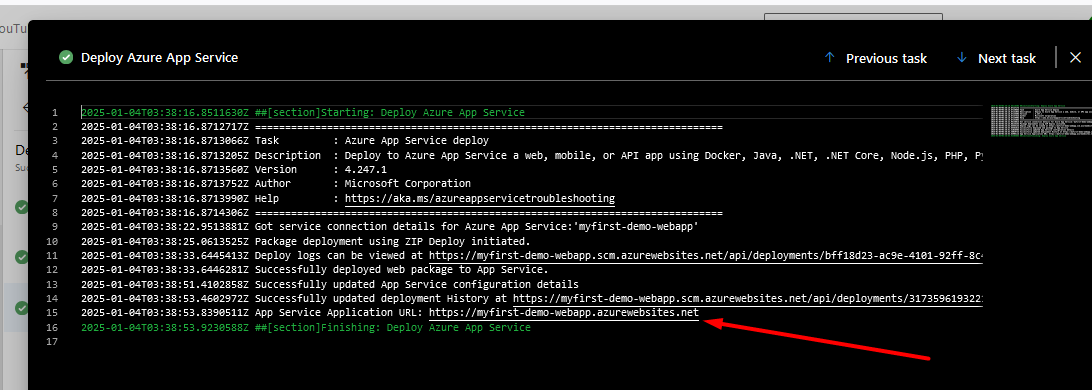 Deploy Azure App Service
Previous task
Next task
1 2025-01-04T03:38:16.8511630Z ##[section]Starting: Deploy Azure App Service
2 2025-01-04T03:38:16.8712717Z ==============================================================================
3 2025-01-04T03:38:16.8713066Z Task : Azure App Service deploy
4 2025-01-04T03:38:16.8713205Z Description : Deploy to Azure App Service a web, mobile, or API app using Docker, Java, .NET, .NET Core, Node.js, PHP, Py
5 2025-01-04T03:38:16.8713560Z Version : 4.247.1
6 2025-01-04T03:38:16.8713752Z Author : Microsoft Corporation
7 2025-01-04T03:38:16.8713990Z Help : https://aka.ms/azureappservicetroubleshooting
8 2025-01-04T03:38:16.8714306Z ==============================================================================
9 2025-01-04T03:38:22.9513881Z Got service connection details for Azure App Service:'myfirst-demo-webapp'
10 2025-01-04T03:38:25.0613525Z Package deployment using ZIP Deploy initiated.
11 2025-01-04T03:38:33.6445413Z Deploy logs can be viewed at https://myfirst-demo-webapp.scm.azurewebsites.net/api/deployments/bff18d23-ac9e-4101-92ff-8c4
12 2025-01-04T03:38:33.6446281Z Successfully deployed web package to App Service.
13 2025-01-04T03:38:51.4102858Z Successfully updated App Service configuration details
14 2025-01-04T03:38:53.4602972Z Successfully updated deployment History at https://myfirst-demo-webapp.scm.azurewebsites.net/api/deployments/317359619322
15 2025-01-04T03:38:53.8390511Z App Service Application URL: https://myfirst-demo-webapp.azurewebsites.net
16 2025-01-04T03:38:53.9230588Z ##[section]Finishing: Deploy Azure App Service
17